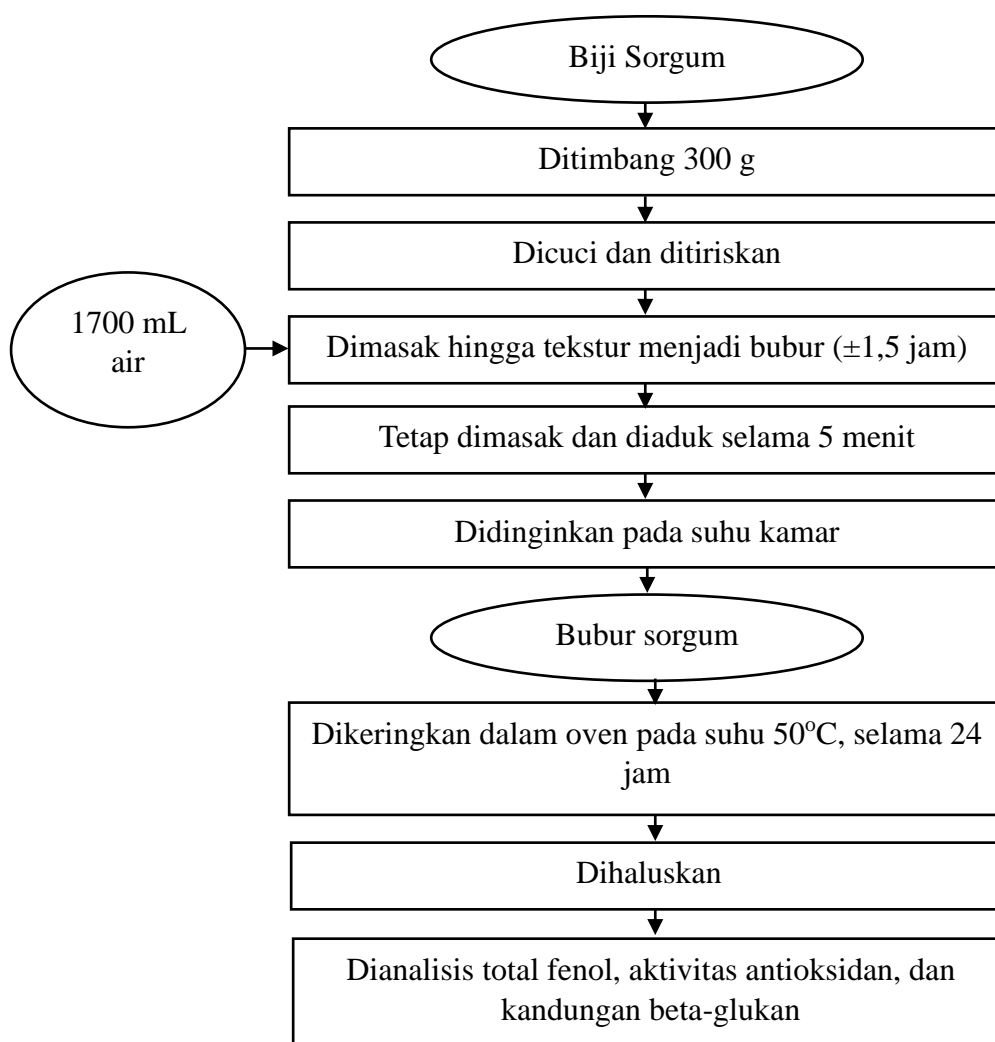 Biji Sorgum
Ditimbang 300 g
Dicuci dan ditiriskan
1700 mL
air
Dimasak hingga tekstur menjadi bubur (±1,5 jam)
Tetap dimasak dan diaduk selama 5 menit
Didinginkan pada suhu kamar
Bubur sorgum
Dikeringkan dalam oven pada suhu 50°C, selama 24
jam
Dihaluskan
Dianalisis total fenol, aktivitas antioksidan, dan
kandungan beta-glukan